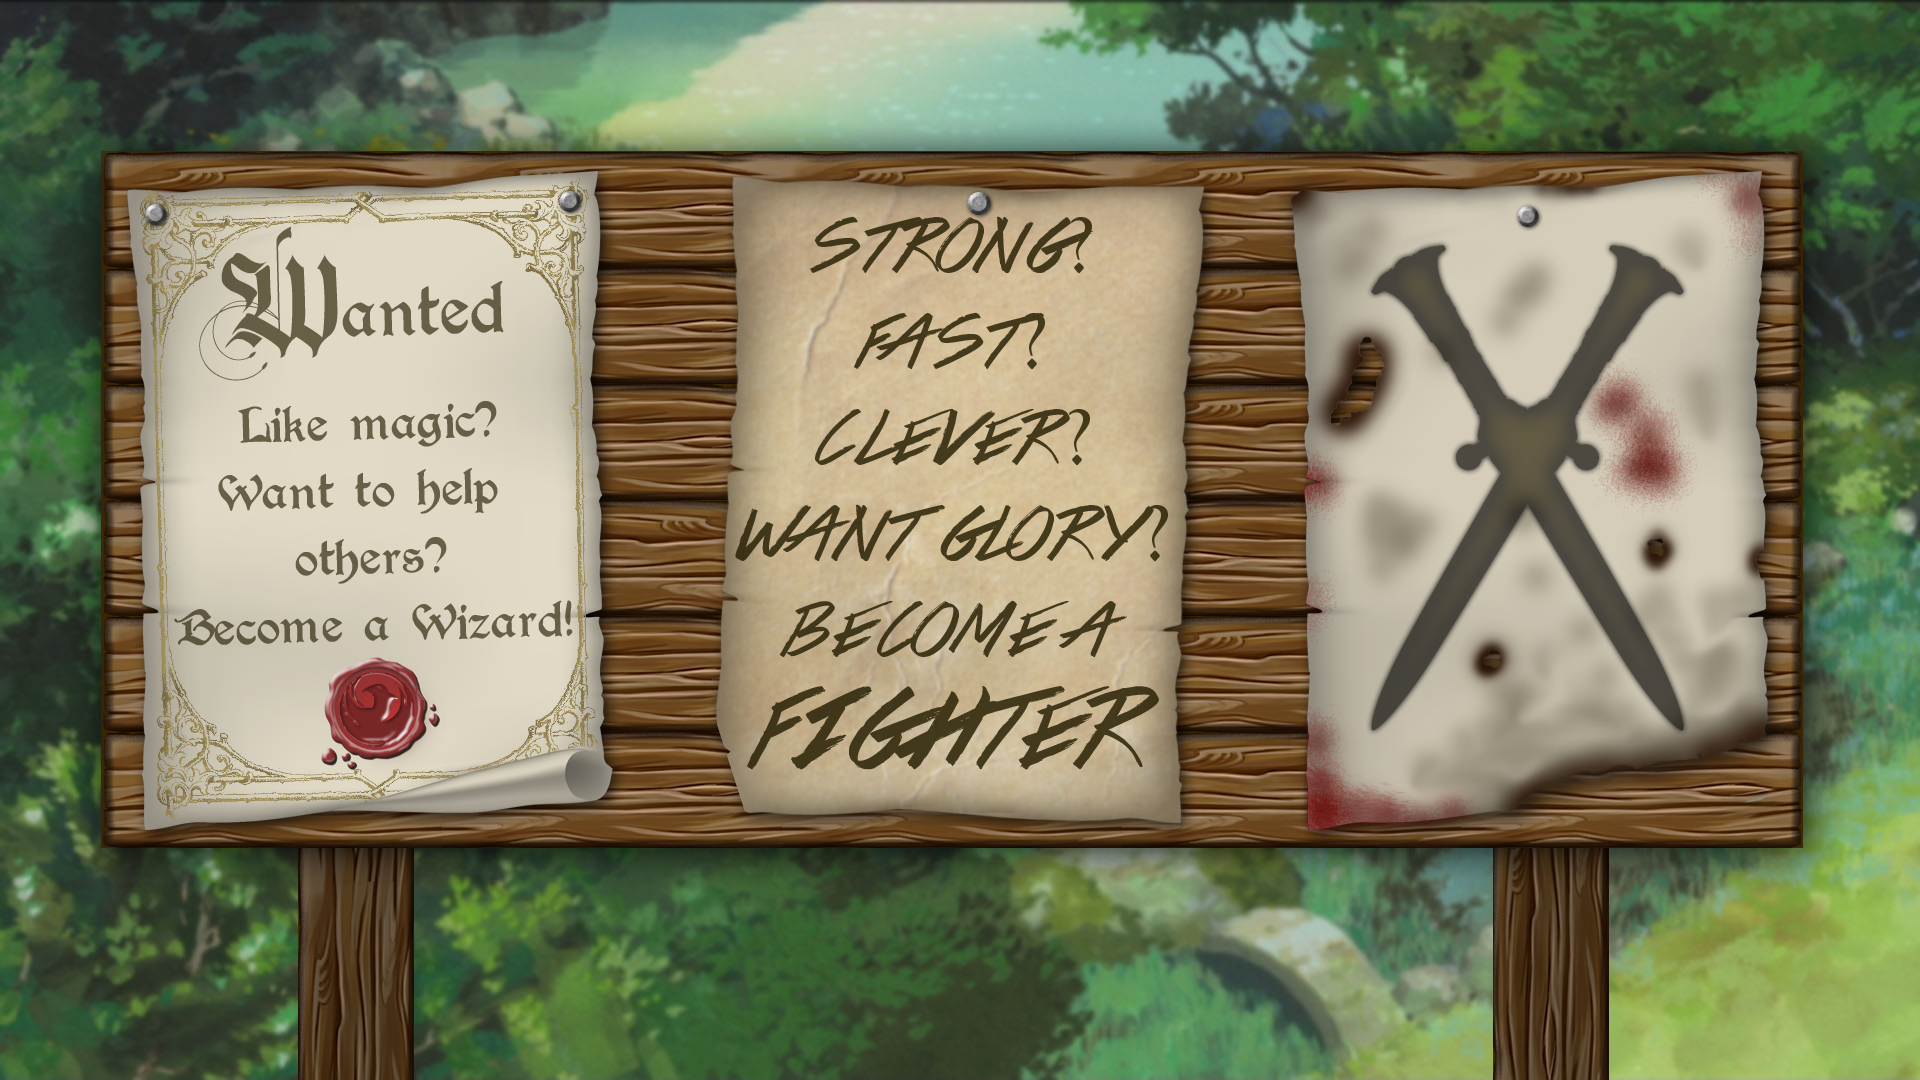 Wanted
Like magic?
Want to help
others?
Become a Wizard!
STRONG?
FAST?
CLEVER?
WANT GLORY?
BECOME A
FIGHTER